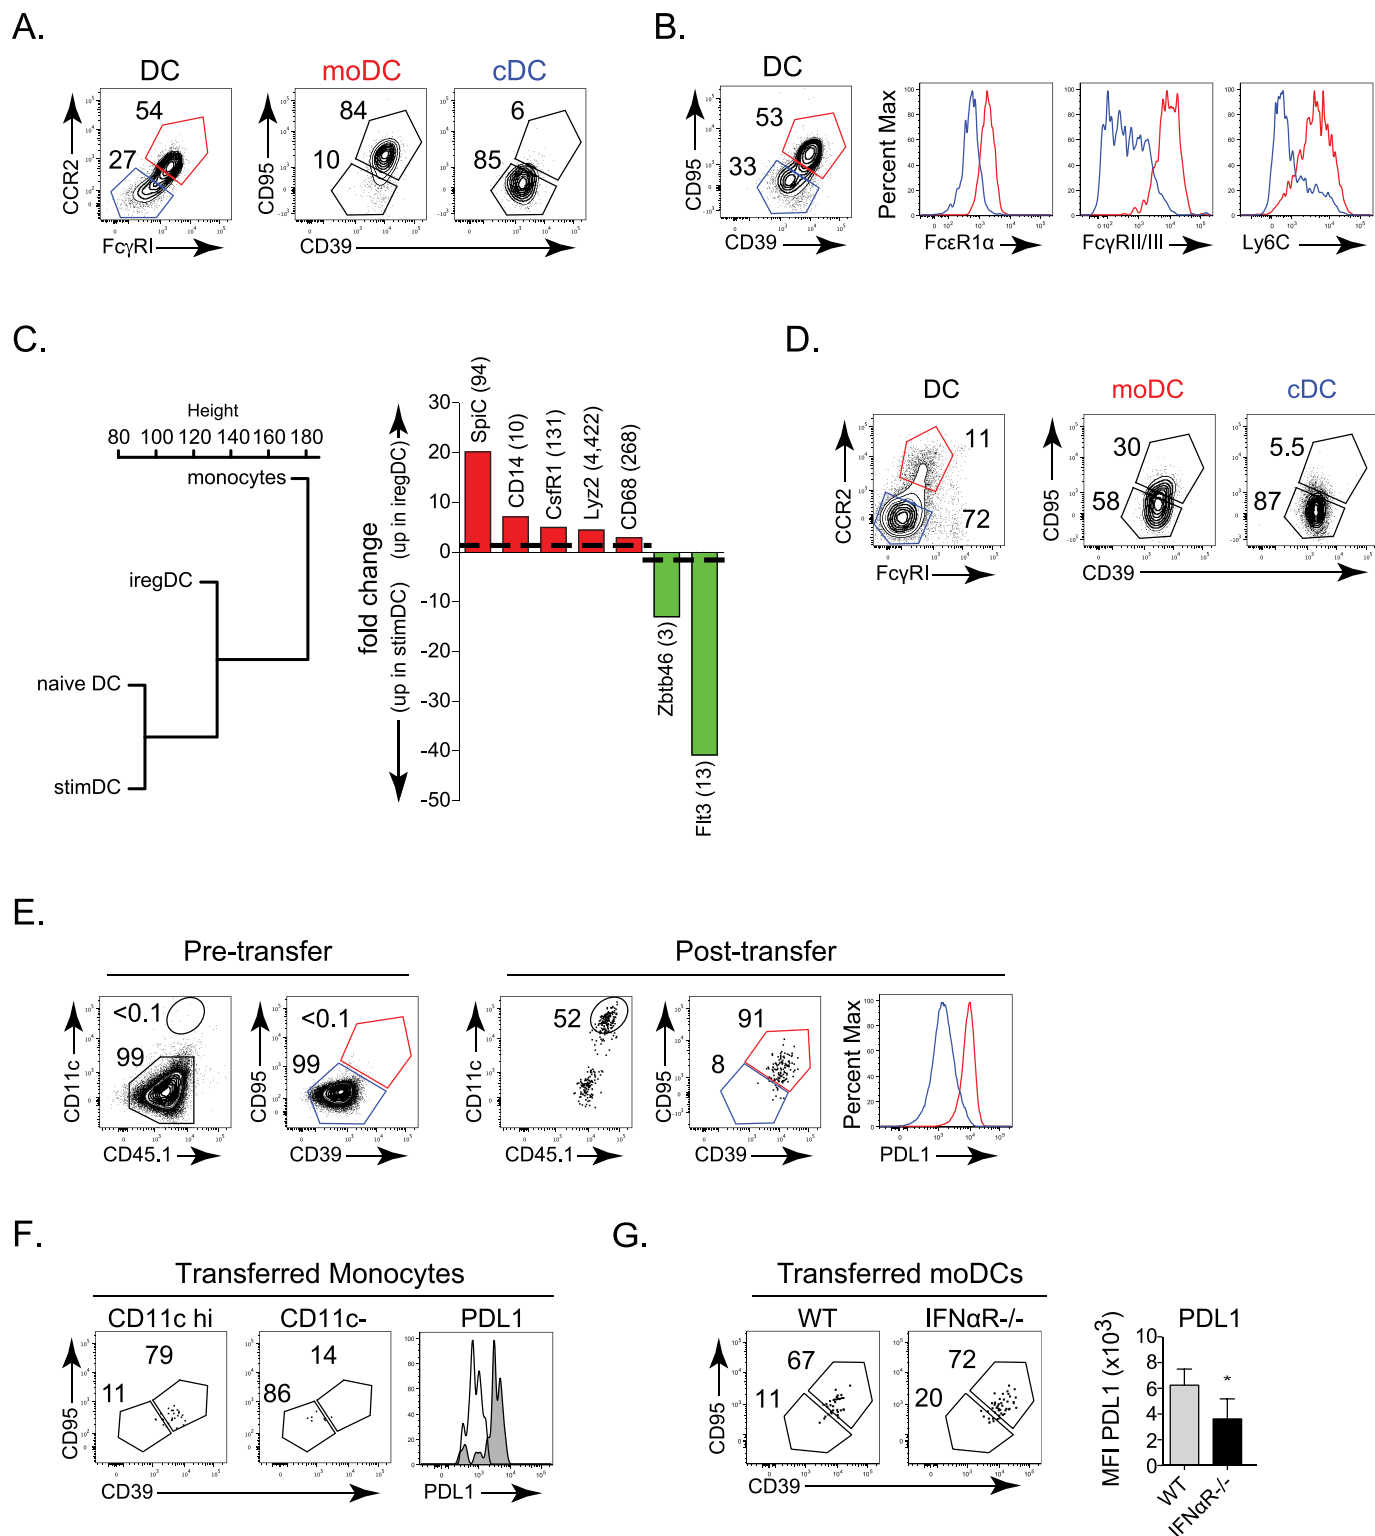 A.
DC
moDC
cDC
54
27
CCR2
FcγRI
84
10
CD95
6
85
CD39
B.
DC
53
33
CD95
CD39
Percent Max
FcεR1α
FcγRII/III
Ly6C
C.
Height
80 100 120 140 160 180
monocytes
iregDC
naive DC
stimDC
fold change
(up in iregDC)
(up in stimDC)
30
20
10
0
-10
-20
-30
-40
-50
SpiC (94)
CD14 (10)
CsfR1 (131)
Lyz2 (4,422)
CD68 (268)
Zbtb46 (3)
Flt3 (13)
D.
DC
moDC
cDC
11
72
CCR2
FcγRI
30
58
CD95
5.5
87
CD39
E.
Pre-transfer
Post-transfer
<0.1
99
CD11c
CD45.1
<0.1
99
CD95
CD39
52
CD11c
CD45.1
91
8
CD95
CD39
Percent Max
PDL1
F.
Transferred Monocytes
CD11c hi
CD11c-
PDL1
79
11
CD95
14
86
CD39
PDL1
G.
Transferred moDCs
WT
IFNαR-/-
67
11
CD95
72
20
CD39
PDL1
MFI PDL1 (x10³)
10
8
6
4
2
0
*
WT
IFNαR-/-